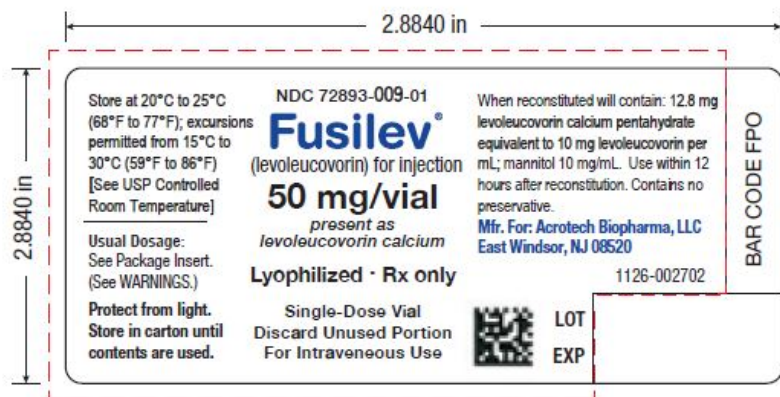 2.8840 in
2.8840 in
Store at 20°C to 25°C
(68°F to 77°F); excursions
permitted from 15°C to
30°C (59°F to 86°F)
[See USP Controlled
Room Temperature]
Usual Dosage:
See Package Insert.
(See WARNINGS.)
Protect from light.
Store in carton until
contents are used.
NDC 72893-009-01
Fusilev®
(levoleucovorin) for injection
50 mg/vial
present as
levoleucovorin calcium
Lyophilized · Rx only
Single-Dose Vial
Discard Unused Portion
For Intraveneous Use
When reconstituted will contain: 12.8 mg
levoleucovorin calcium pentahydrate
equivalent to 10 mg levoleucovorin per
mL; mannitol 10 mg/mL. Use within 12
hours after reconstitution. Contains no
preservative.
Mfr. For: Acrotech Biopharma, LLC
East Windsor, NJ 08520
1126-002702
LOT
EXP
BAR CODE FPO